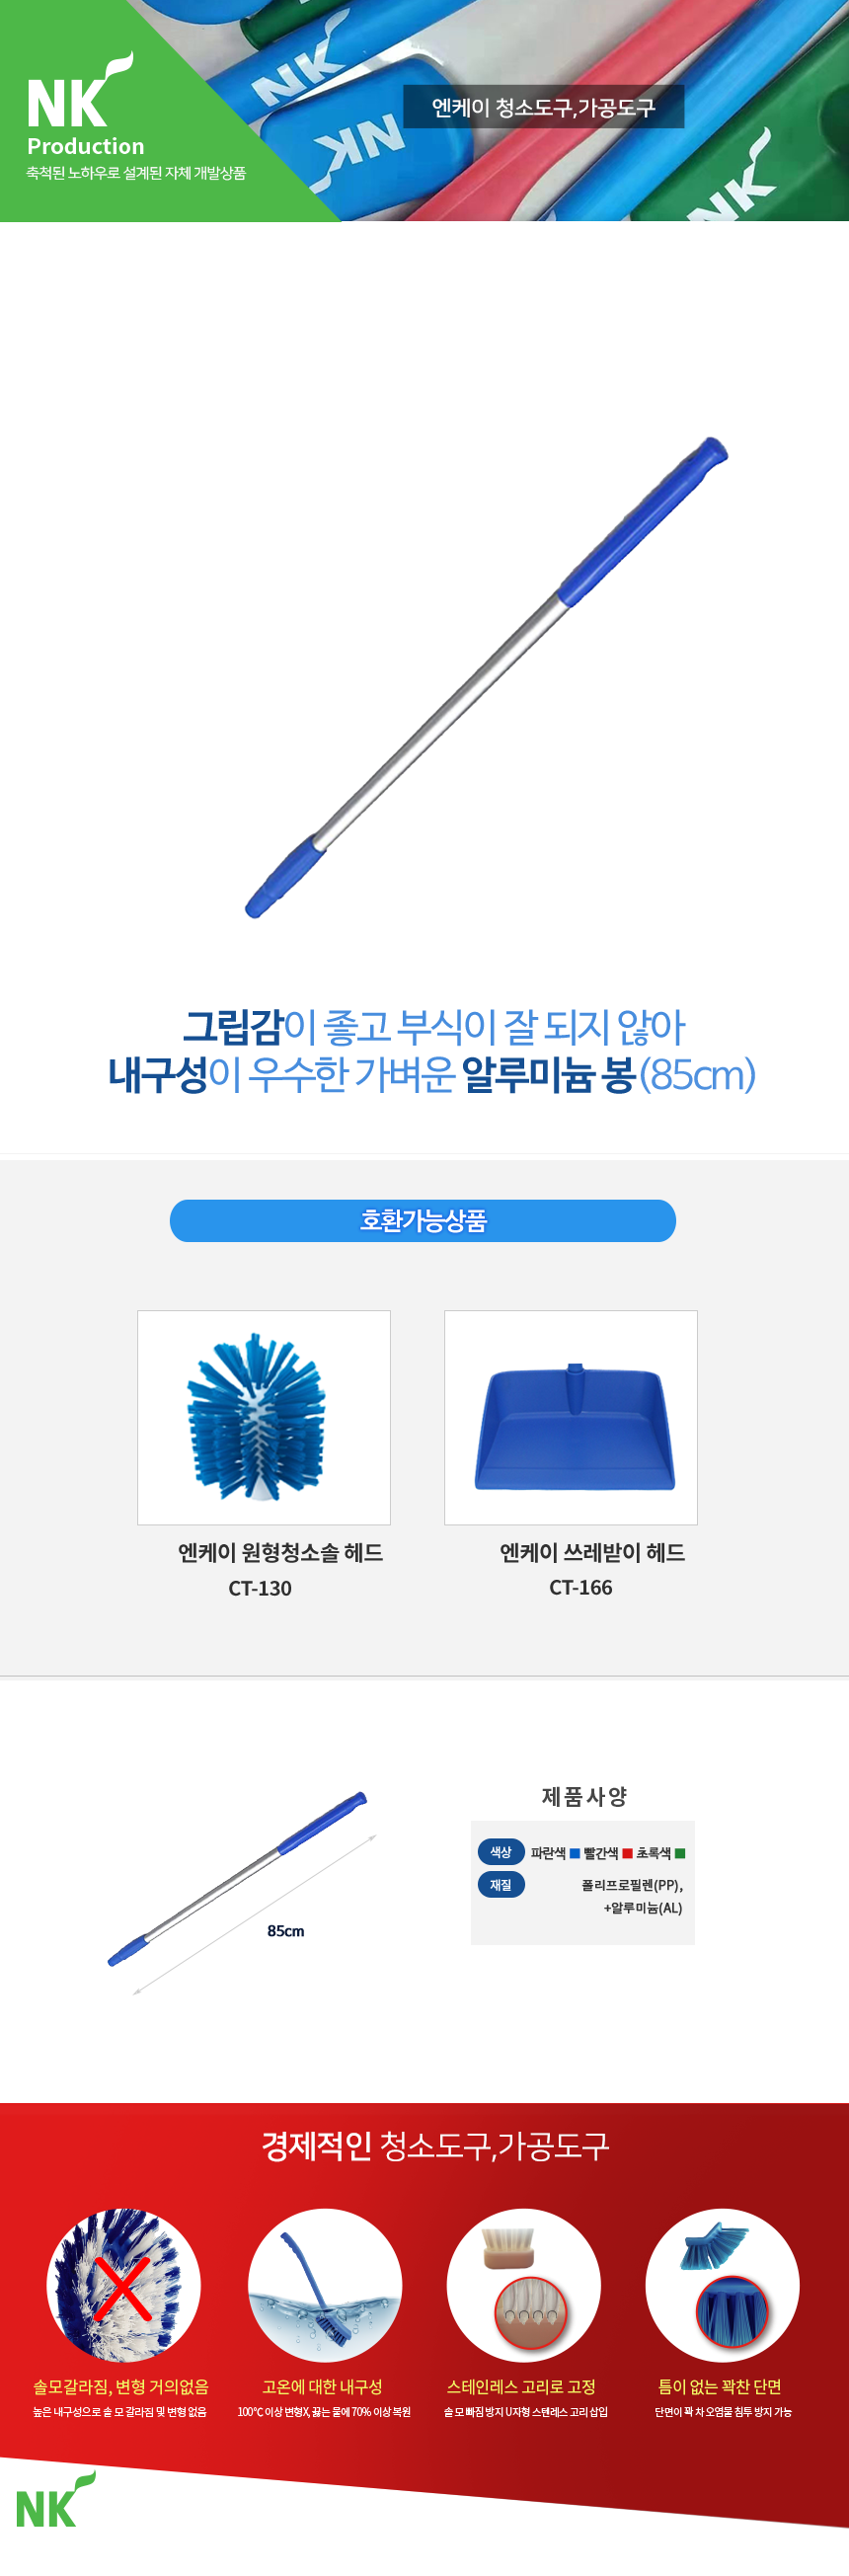 NK
Production
축척된 노하우로 설계된 자체 개발상품
NK
NK
NK
엔케이 청소도구,가공도구
그립감이 좋고 부식이 잘 되지 않아
내구성이 우수한 가벼운 알루미늄 봉(85cm)
호환가능상품
엔케이 원형청소솔 헤드
CT-130
엔케이 쓰레받이 헤드
CT-166
85cm
제품사양
색상 파란색 빨간색 초록색
재질 폴리프로필렌(PP),
+알루미늄(AL)
경제적인 청소도구,가공도구
솔모갈라짐, 변형 거의없음
높은 내구성으로 솔 모 갈라짐 및 변형 없음
고온에 대한 내구성
100℃ 이상 변형X, 끓는 물에 70% 이상 복원
스테인레스 고리로 고정
솔 모 빠짐 방지 U자형 스텐레스 고리 삽입
틈이 없는 꽉찬 단면
단면이 꽉 차 오염물 침투 방지 가능
NK